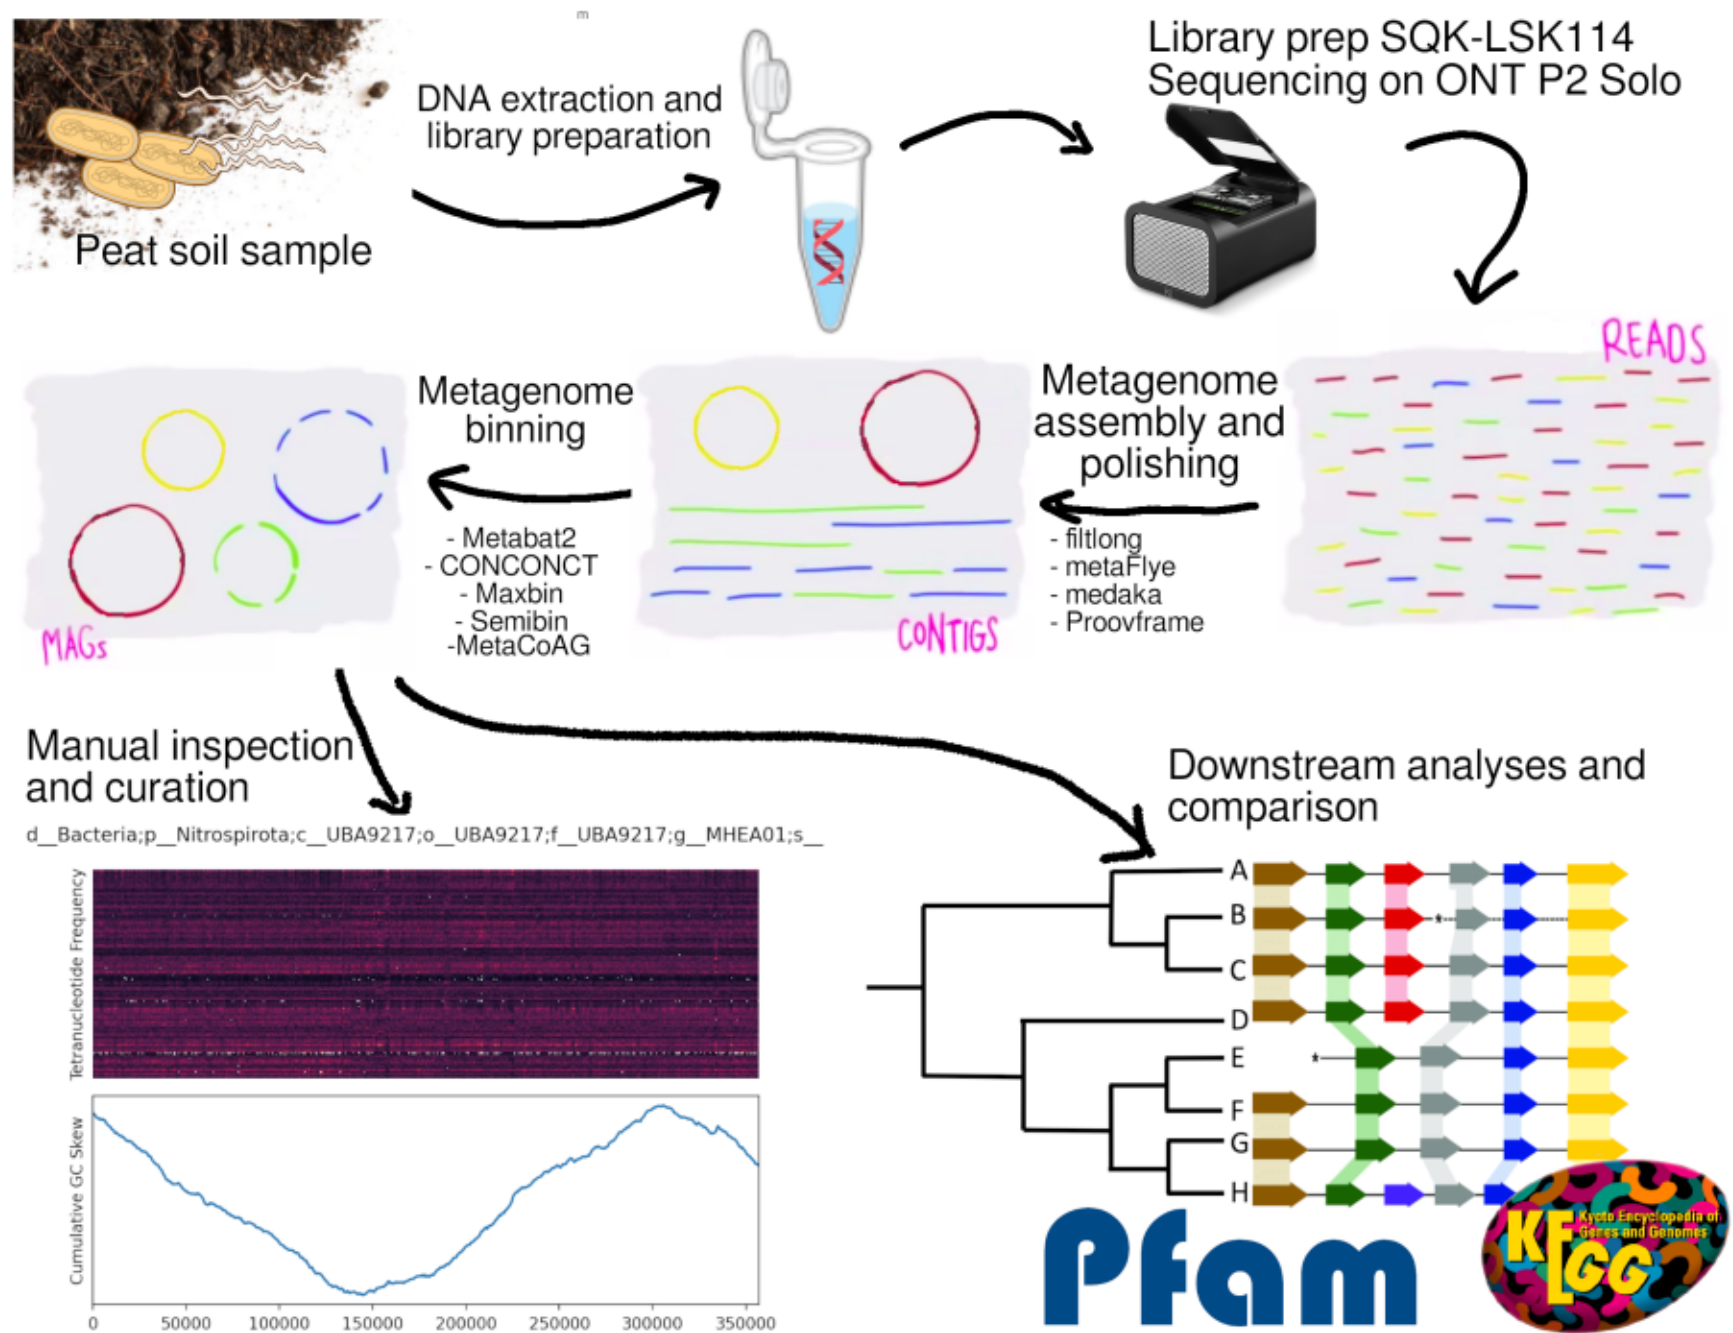 m
Peat soil sample
DNA extraction and
library preparation
Library prep SQK-LSK114
Sequencing on ONT P2 Solo
READS
Metagenome
assembly and
polishing
- filtlong
- metaFlye
- medaka
- Proovframe
CONTIGS
Metagenome
binning
- Metabat2
- CONCONCT
- Maxbin
- Semibin
-MetaCoAG
MAGs
Manual inspection
and curation
d__Bacteria;p__Nitrospirota;c__UBA9217;o__UBA9217;f__UBA9217;g__MHEA01;s__
Tetranucleotide Frequency
Cumulative GC Skew
0 50000 100000 150000 200000 250000 300000 350000
Downstream analyses and
comparison
A
B *
C
D
E *
F
G
H
Pfam
KEGG
Kyoto Encyclopedia of
Genes and Genomes